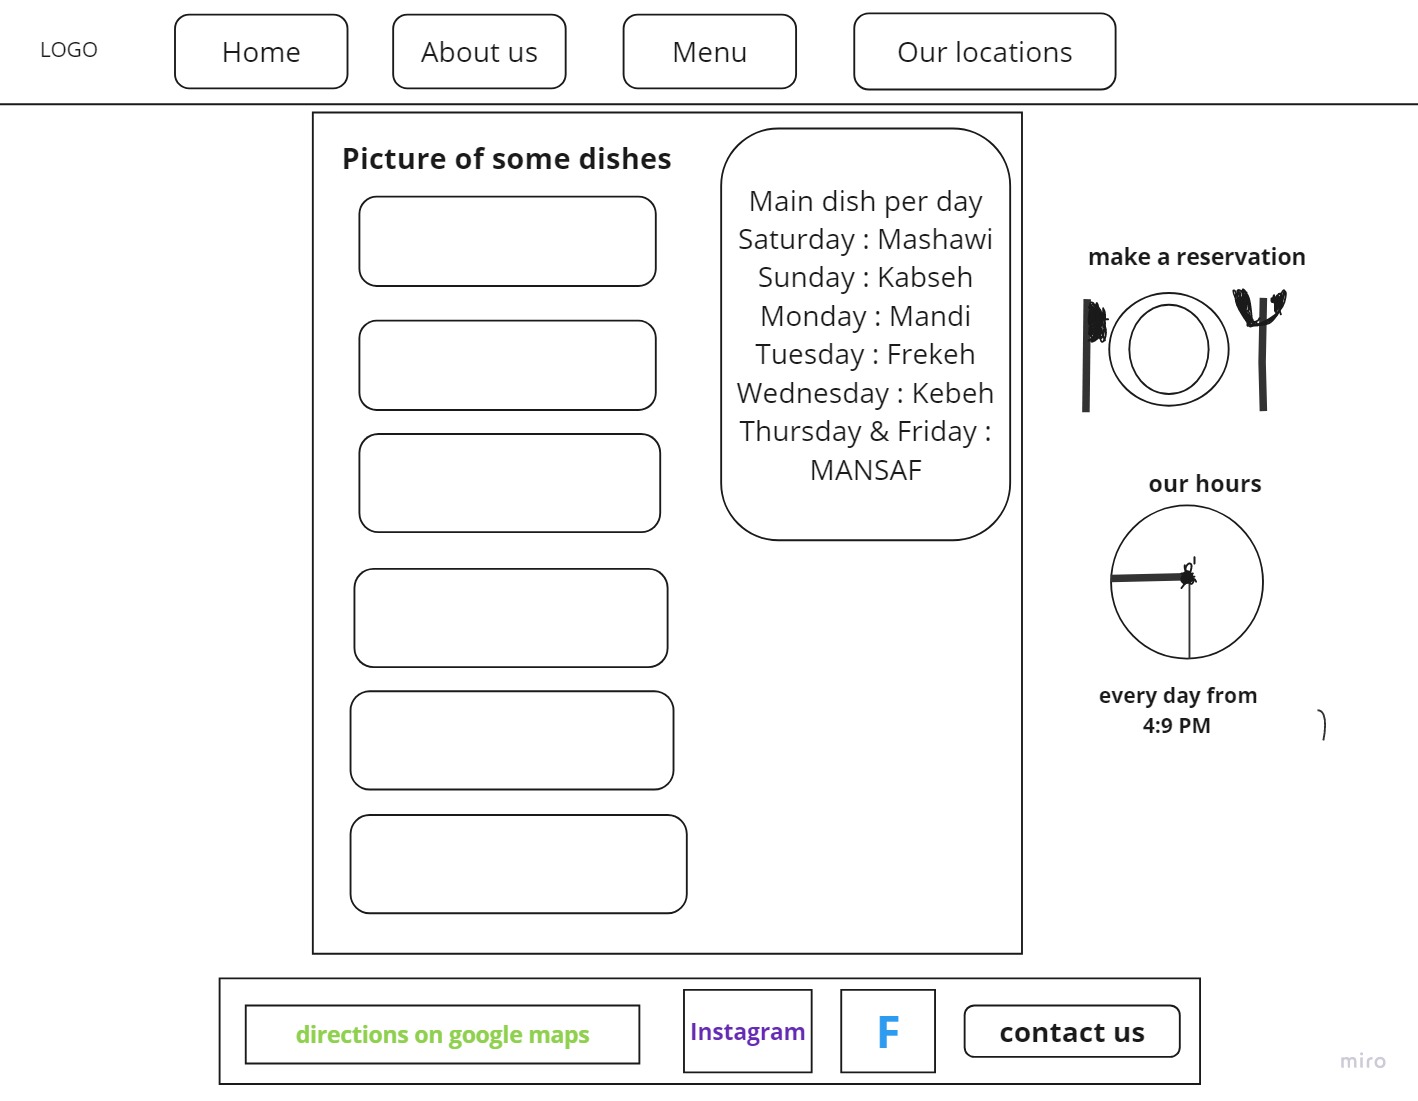 LOGO
Home
About us
Menu
Our locations
Picture of some dishes
Main dish per day
Saturday : Mashawi
Sunday : Kabseh
Monday : Mandi
Tuesday : Frekeh
Wednesday : Kebeh
Thursday & Friday :
MANSAF
make a reservation
our hours
every day from
4:9 PM
directions on google maps
Instagram
F
contact us
miro